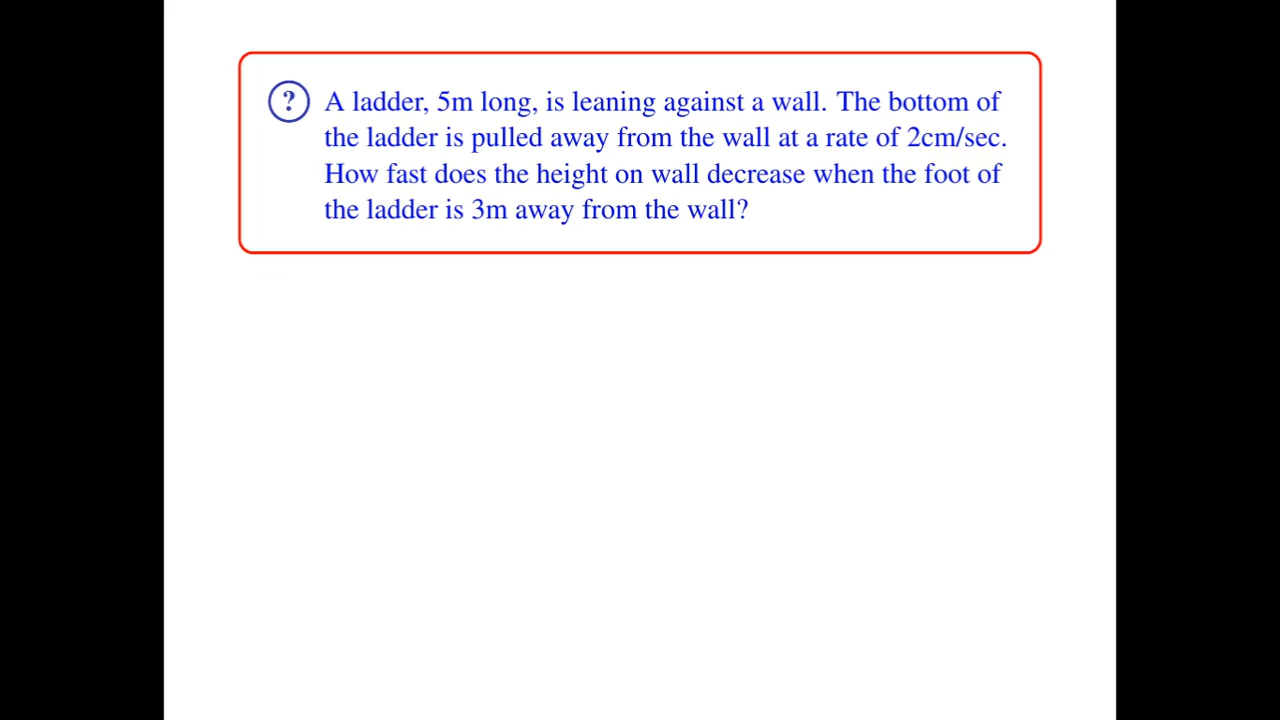 ? A ladder, 5m long, is leaning against a wall. The bottom of
the ladder is pulled away from the wall at a rate of 2cm/sec.
How fast does the height on wall decrease when the foot of
the ladder is 3m away from the wall?